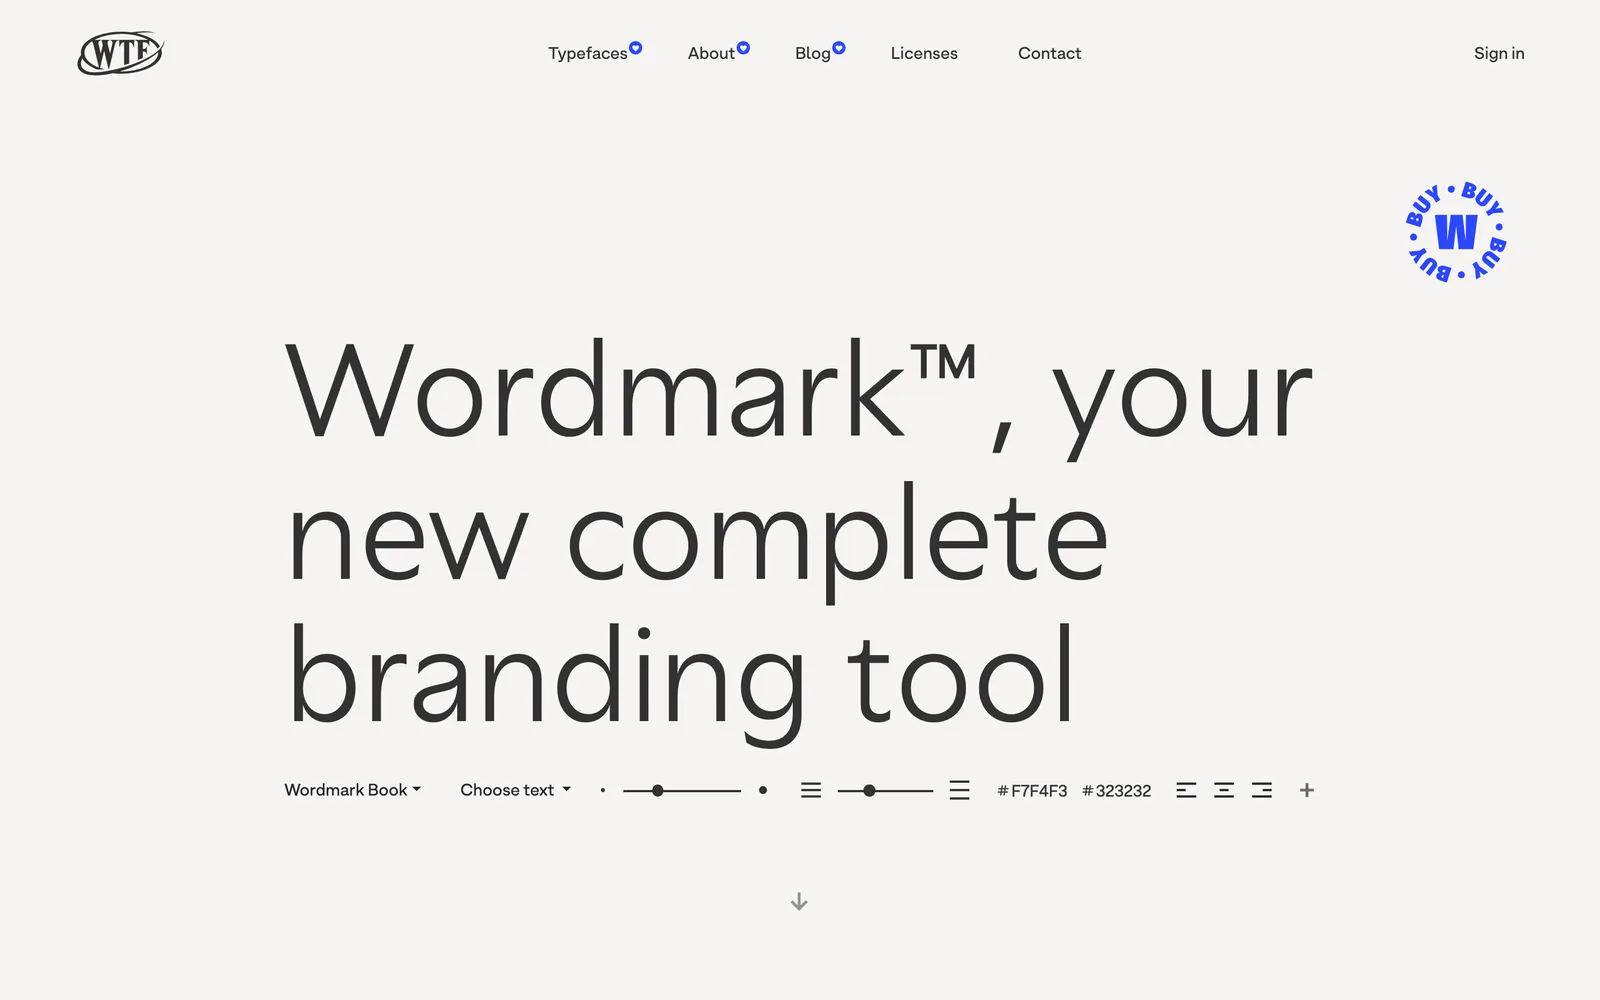 WTF
Typefaces About Blog Licenses Contact
Sign in
BUY • BUY • BUY • BUY •
W
Wordmark™, your
new complete
branding tool
Wordmark Book
Choose text
#F7F4F3 #323232